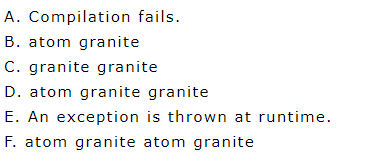 A. Compilation fails.
B. atom granite
C. granite granite
D. atom granite granite
E. An exception is thrown at runtime.
F. atom granite atom granite